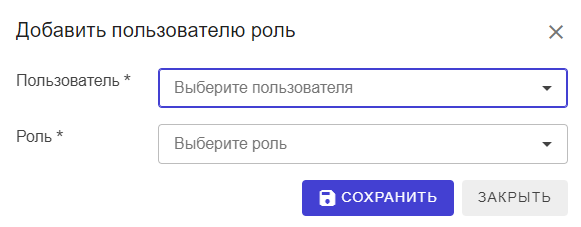 Добавить пользователю роль
Пользователь *
Выберите пользователя
Роль *
Выберите роль
СОХРАНИТЬ
ЗАКРЫТЬ